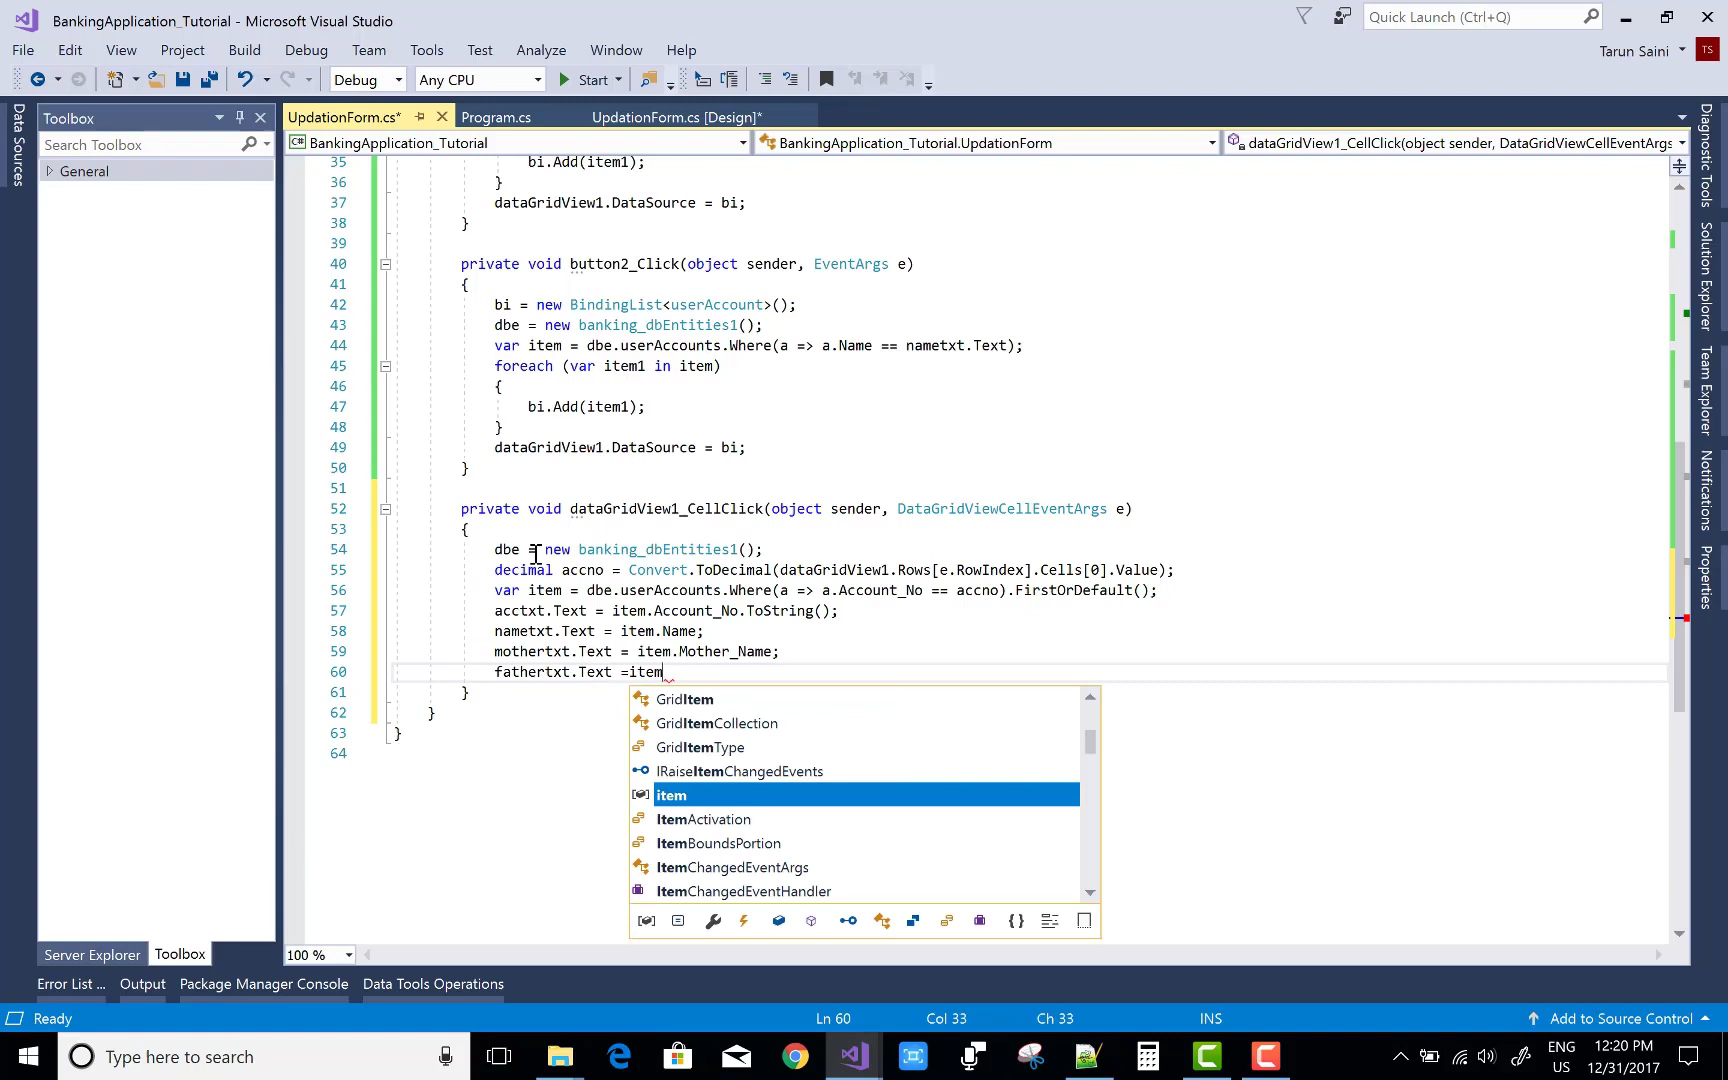 BankingApplication_Tutorial - Microsoft Visual Studio
Quick Launch (Ctrl+Q)
File Edit View Project Build Debug Team Tools Test Analyze Window Help
Tarun Saini TS
Debug Any CPU Start
Data Sources
Toolbox
Search Toolbox
General
UpdationForm.cs* Program.cs UpdationForm.cs [Design]*
C# BankingApplication_Tutorial BankingApplication_Tutorial.UpdationForm dataGridView1_CellClick(object sender, DataGridViewCellEventArgs
35 bi.Add(item1);
36 }
37 dataGridView1.DataSource = bi;
38 }
39
40 private void button2_Click(object sender, EventArgs e)
41 {
42 bi = new BindingList<userAccount>();
43 dbe = new banking_dbEntities1();
44 var item = dbe.userAccounts.Where(a => a.Name == nametxt.Text);
45 foreach (var item1 in item)
46 {
47 bi.Add(item1);
48 }
49 dataGridView1.DataSource = bi;
50 }
51
52 private void dataGridView1_CellClick(object sender, DataGridViewCellEventArgs e)
53 {
54 dbe = new banking_dbEntities1();
55 decimal accno = Convert.ToDecimal(dataGridView1.Rows[e.RowIndex].Cells[0].Value);
56 var item = dbe.userAccounts.Where(a => a.Account_No == accno).FirstOrDefault();
57 acctxt.Text = item.Account_No.ToString();
58 nametxt.Text = item.Name;
59 mothertxt.Text = item.Mother_Name;
60 fathertxt.Text =item
61 }
62 }
63 }
64
GridItem
GridItemCollection
GridItemType
IRaiseItemChangedEvents
item
ItemActivation
ItemBoundsPortion
ItemChangedEventArgs
ItemChangedEventHandler
Diagnostic Tools
Solution Explorer
Team Explorer
Notifications
Properties
Server Explorer Toolbox
100 %
Error List ... Output Package Manager Console Data Tools Operations
Ready Ln 60 Col 33 Ch 33 INS Add to Source Control
Type here to search
ENG
US
12:20 PM
12/31/2017